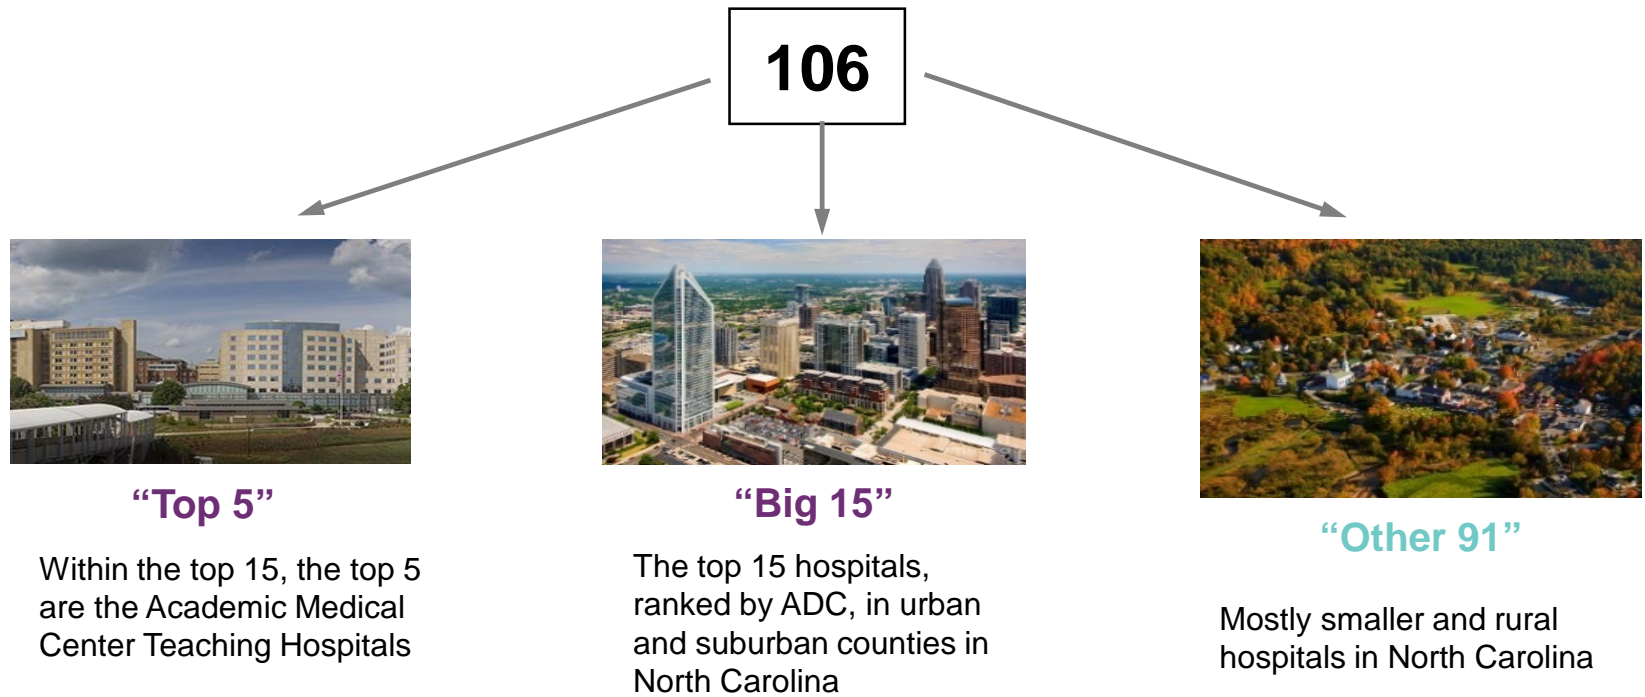 106
“Top 5”
Within the top 15, the top 5
are the Academic Medical
Center Teaching Hospitals
“Big 15”
The top 15 hospitals,
ranked by ADC, in urban
and suburban counties in
North Carolina
“Other 91”
Mostly smaller and rural
hospitals in North Carolina